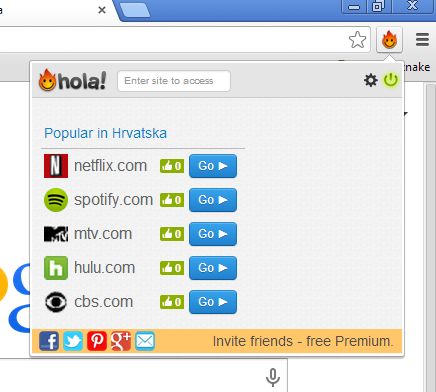 hola!
Enter site to access
nake
Popular in Hrvatska
netflix.com 0 Go
spotify.com 0 Go
mtv.com 0 Go
hulu.com 0 Go
cbs.com 0 Go
Invite friends - free Premium.